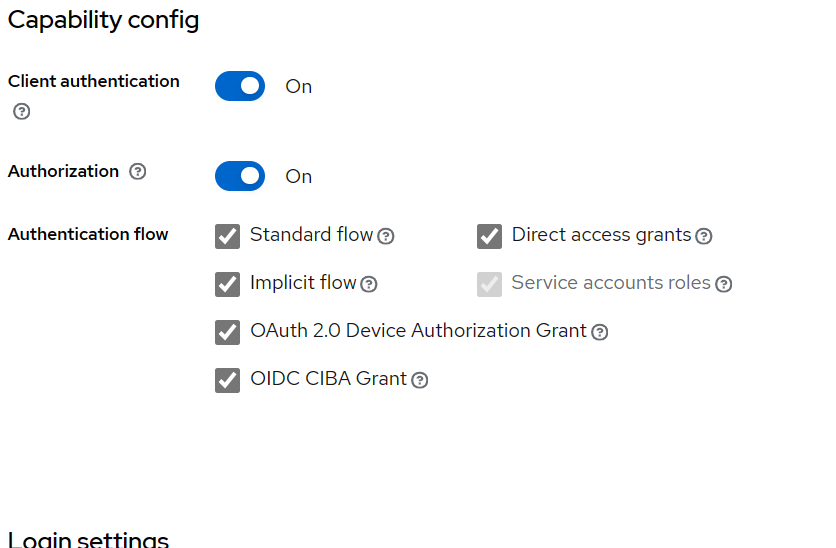 Capability config
Client authentication
On
Authorization
On
Authentication flow
Standard flow
Direct access grants
Implicit flow
Service accounts roles
OAuth 2.0 Device Authorization Grant
OIDC CIBA Grant
Login settings